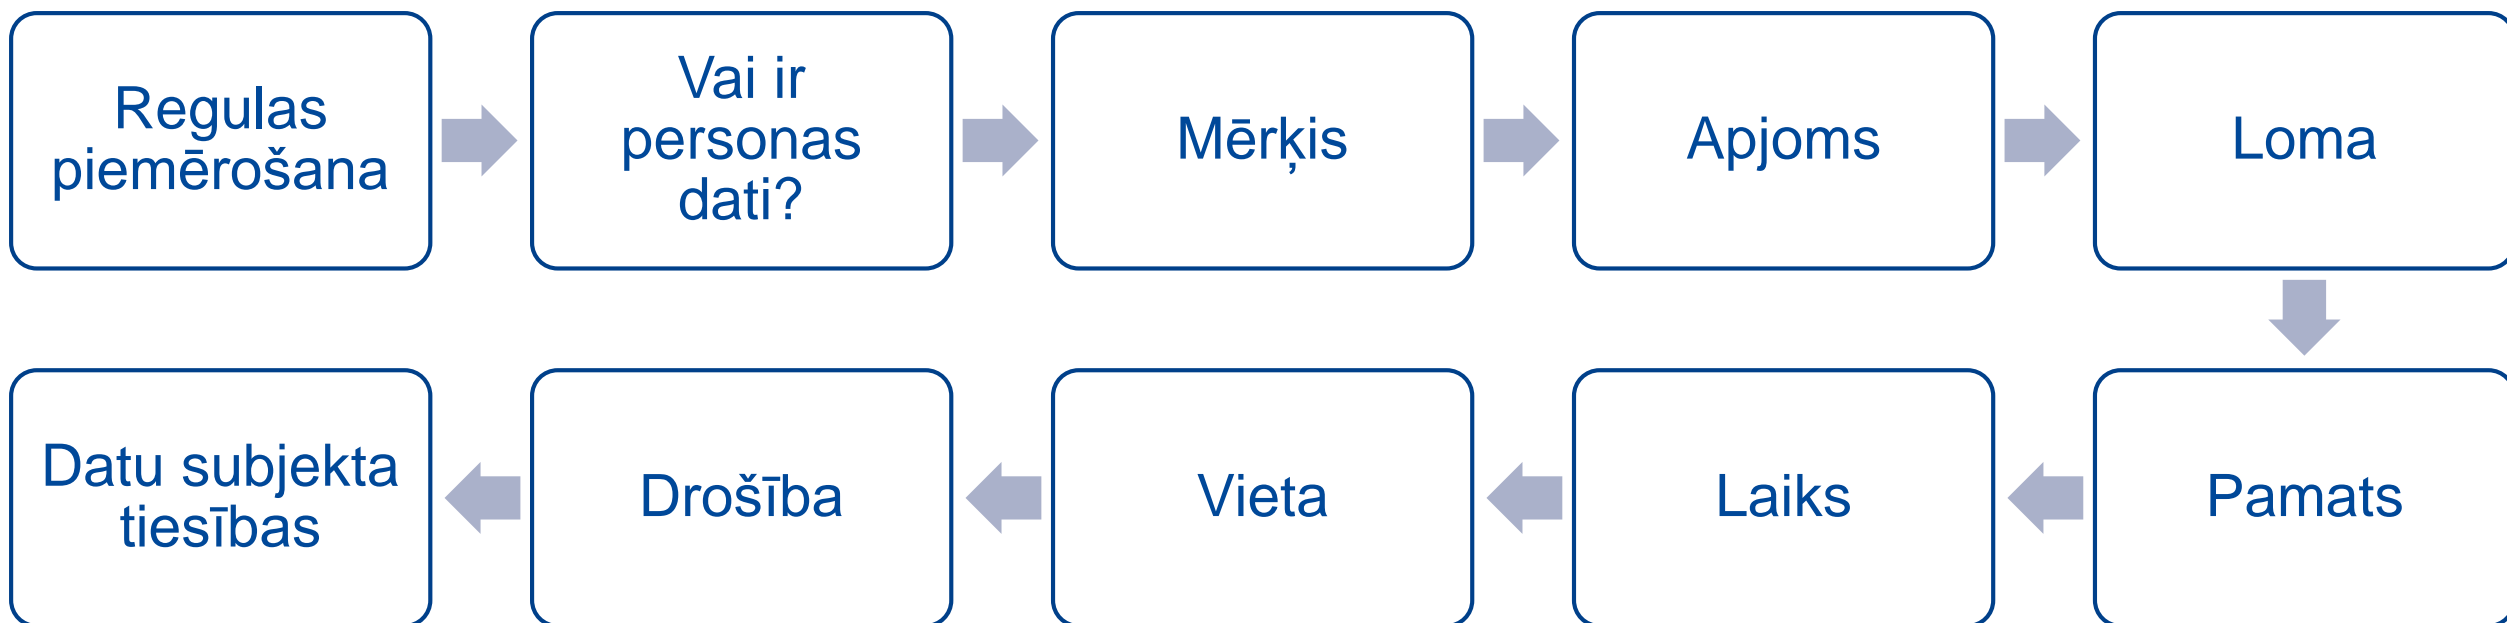 Regulas
piemērošana
Vai ir
personas
dati?
Mērķis
Apjoms
Loma
Pamats
Laiks
Vieta
Drošība
Datu subjekta
tiesības